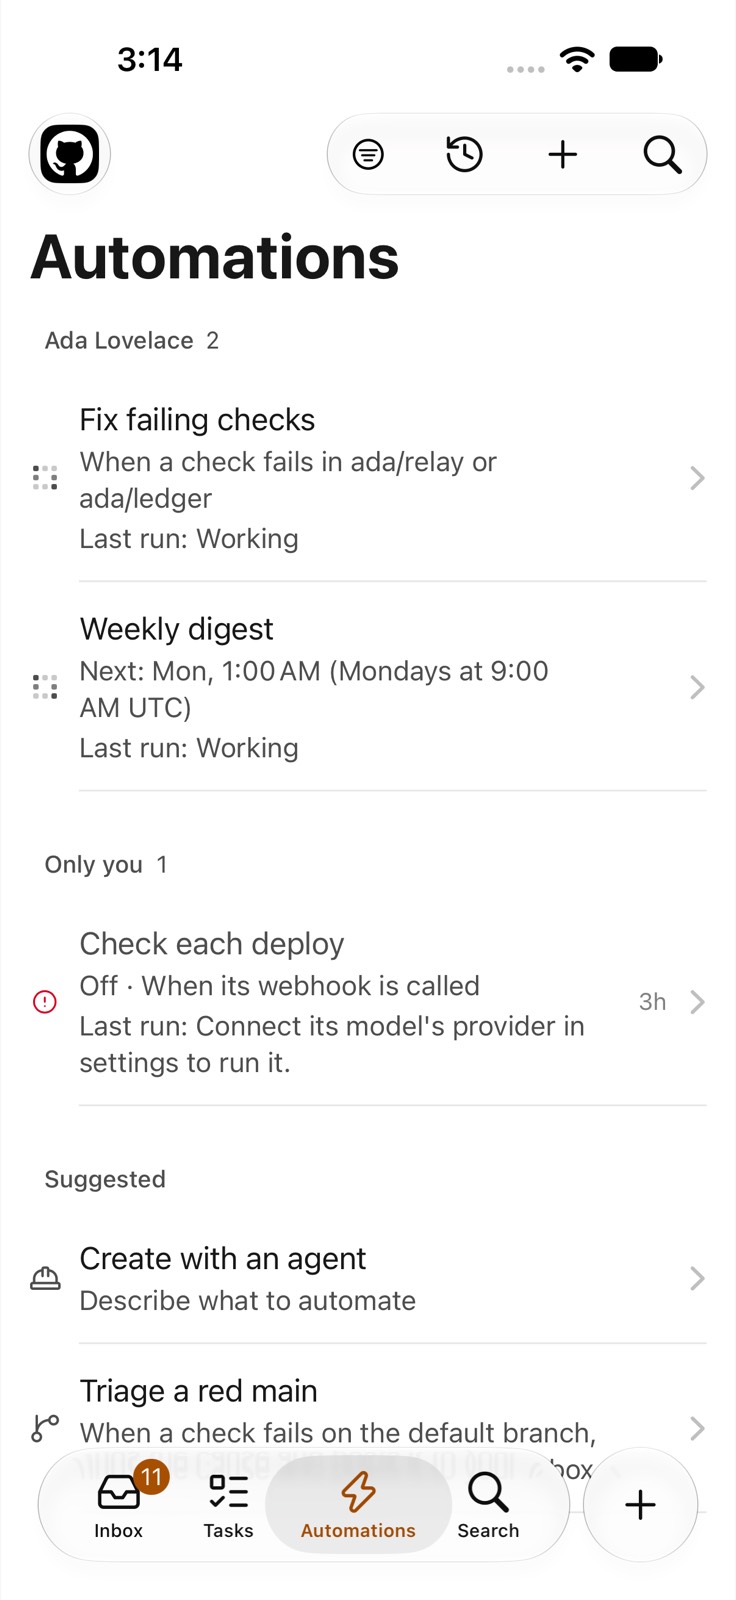 3:14
Automations
Ada Lovelace 2
Fix failing checks
When a check fails in ada/relay or
ada/ledger
Last run: Working
Weekly digest
Next: Mon, 1:00 AM (Mondays at 9:00
AM UTC)
Last run: Working
Only you 1
Check each deploy
Off · When its webhook is called
3h
Last run: Connect its model's provider in
settings to run it.
Suggested
Create with an agent
Describe what to automate
Triage a red main
When a check fails on the default branch,
11
Inbox
Tasks
Automations
Search